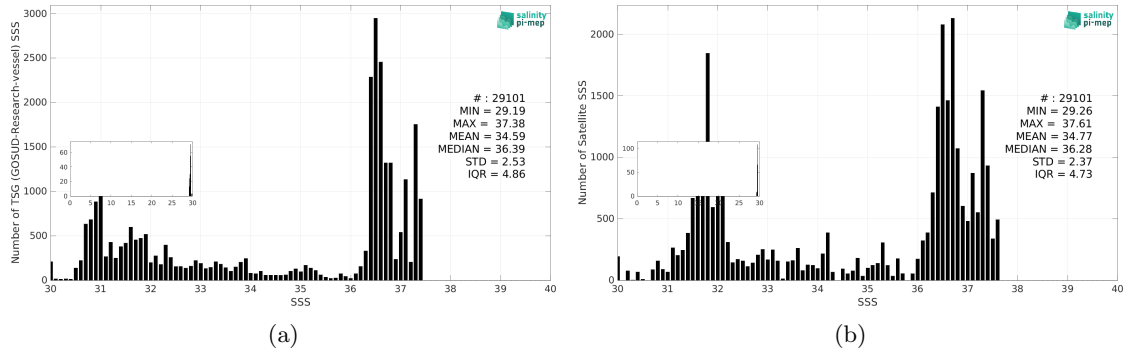 salinity
pi-mep
Number of TSG (GOSUD-Research-vessel) SSS
3000
2500
2000
1500
1000
500
0
# : 29101
MIN = 29.19
MAX = 37.38
MEAN = 34.59
MEDIAN = 36.39
STD = 2.53
IQR = 4.86
60
40
20
0
0 5 10 15 20 25 30
30 31 32 33 34 35 36 37 38 39 40
SSS
(a)
salinity
pi-mep
Number of Satellite SSS
2000
1500
1000
500
0
# : 29101
MIN = 29.26
MAX = 37.61
MEAN = 34.77
MEDIAN = 36.28
STD = 2.37
IQR = 4.73
100
50
0
0 5 10 15 20 25 30
30 31 32 33 34 35 36 37 38 39 40
SSS
(b)